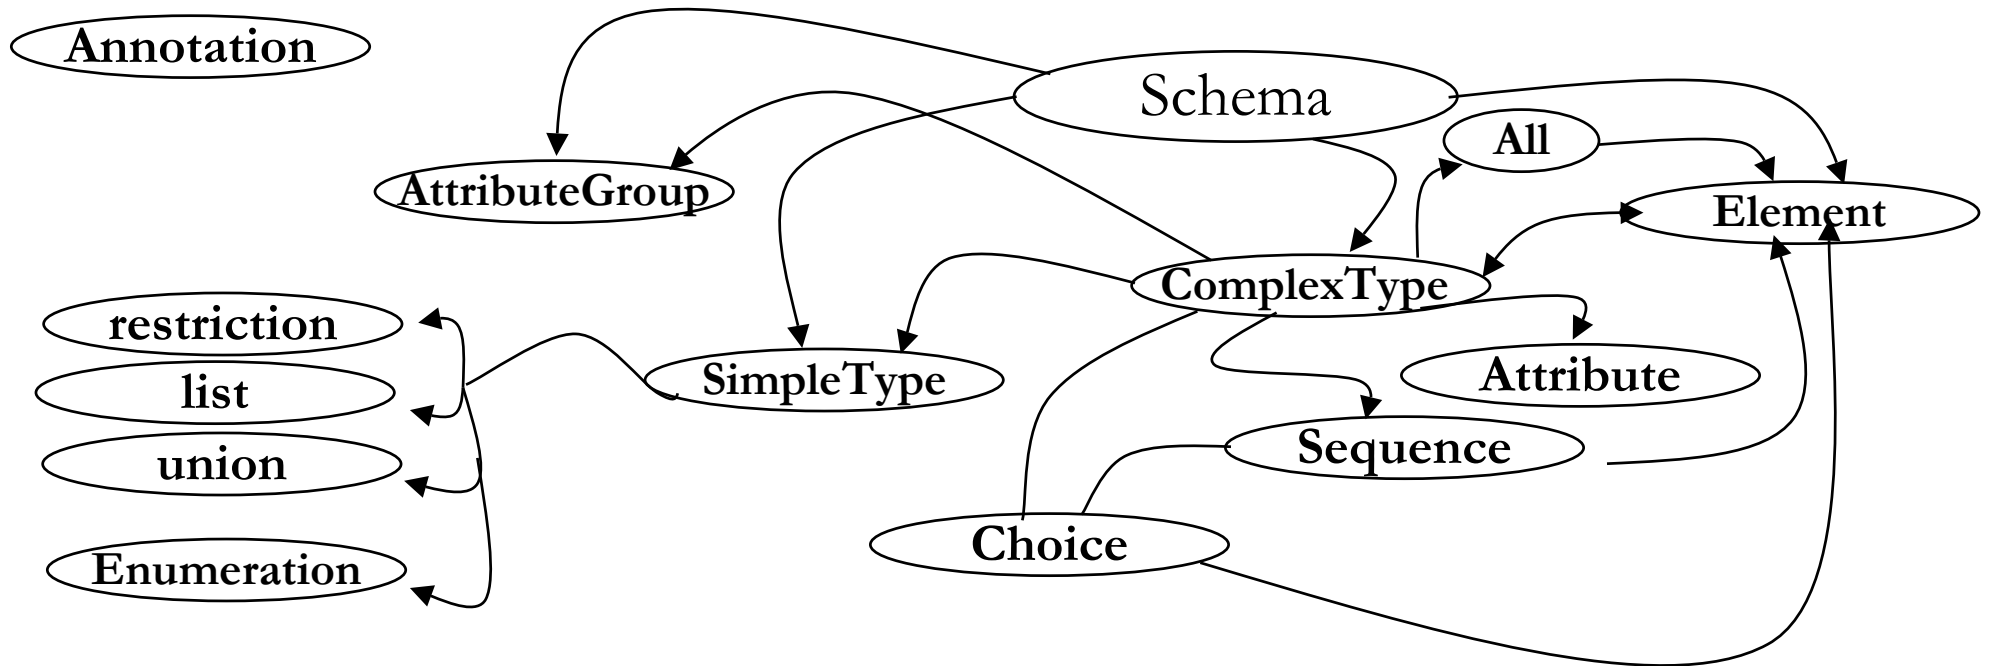 Annotation
Schema
All
AttributeGroup
Element
ComplexType
restriction
SimpleType
Attribute
list
Sequence
union
Choice
Enumeration